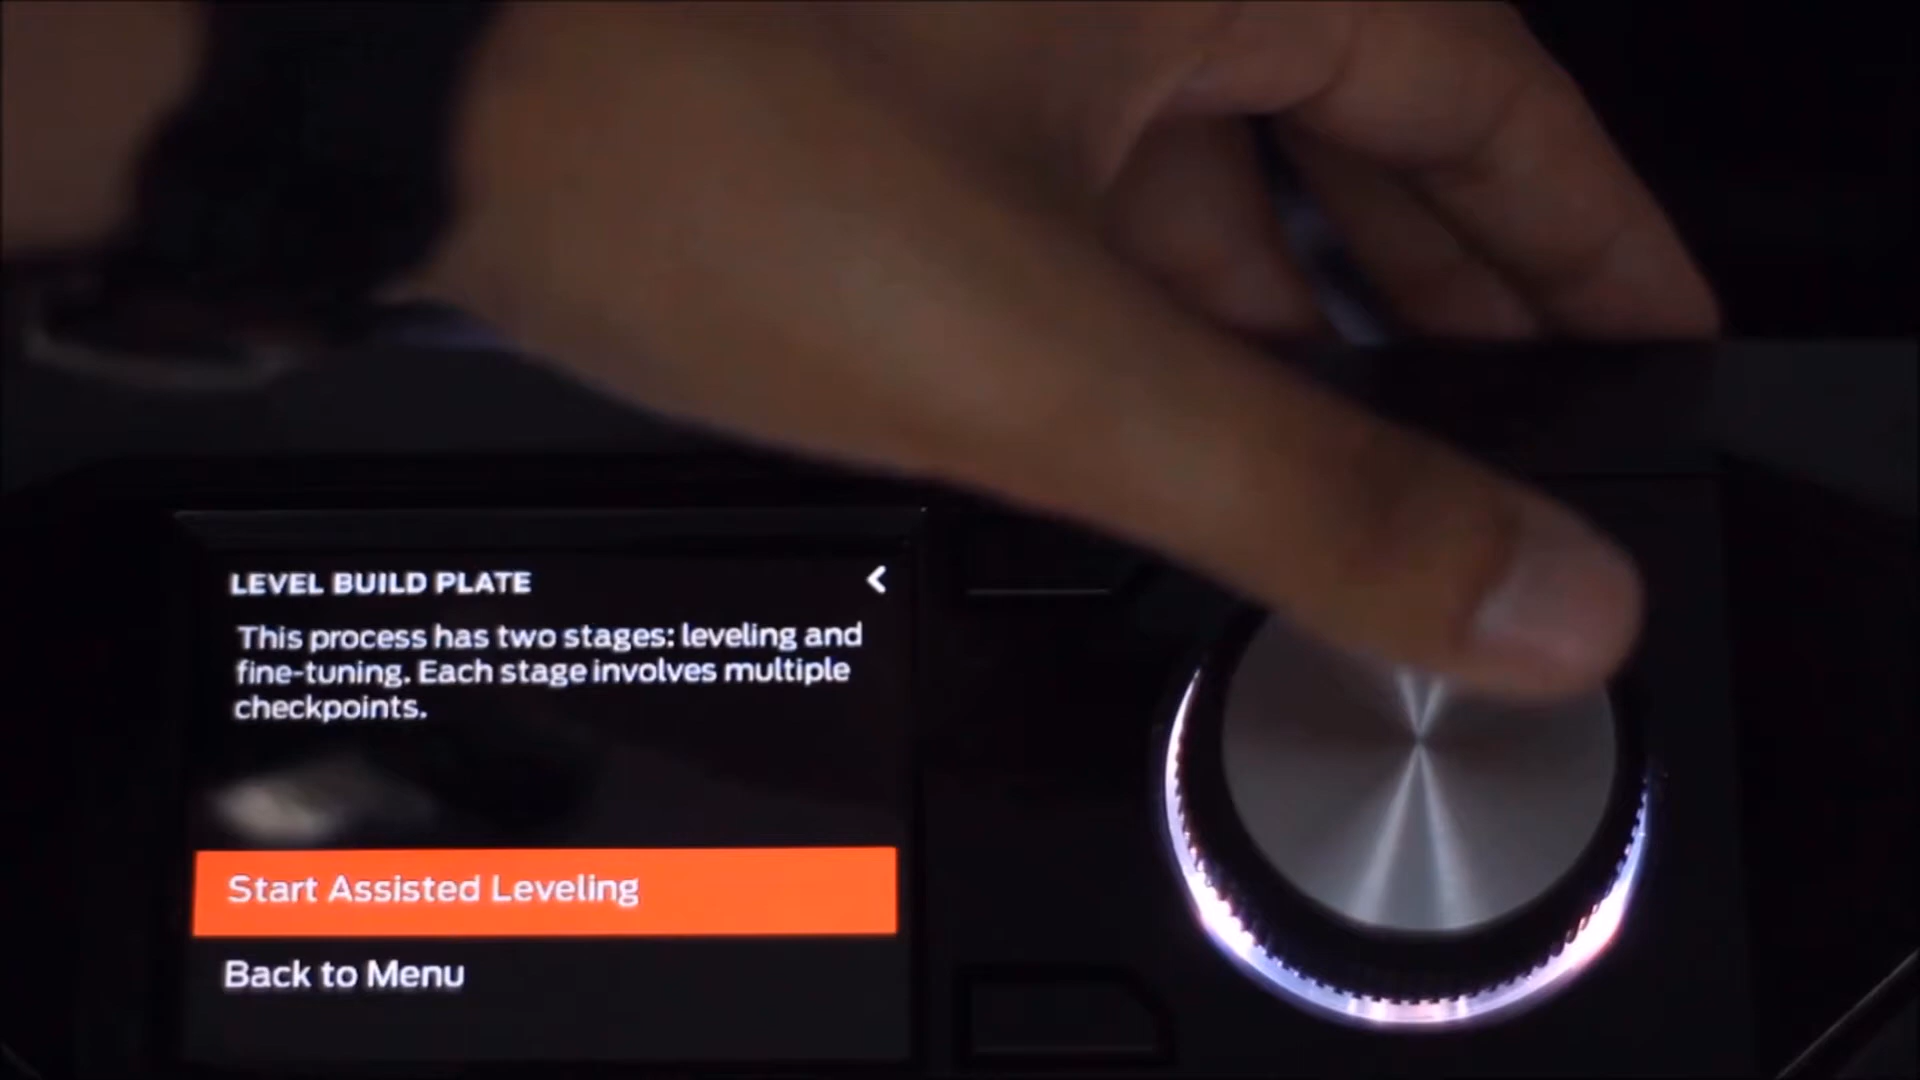 LEVEL BUILD PLATE
This process has two stages: leveling and
fine-tuning. Each stage involves multiple
checkpoints.
Start Assisted Leveling
Back to Menu